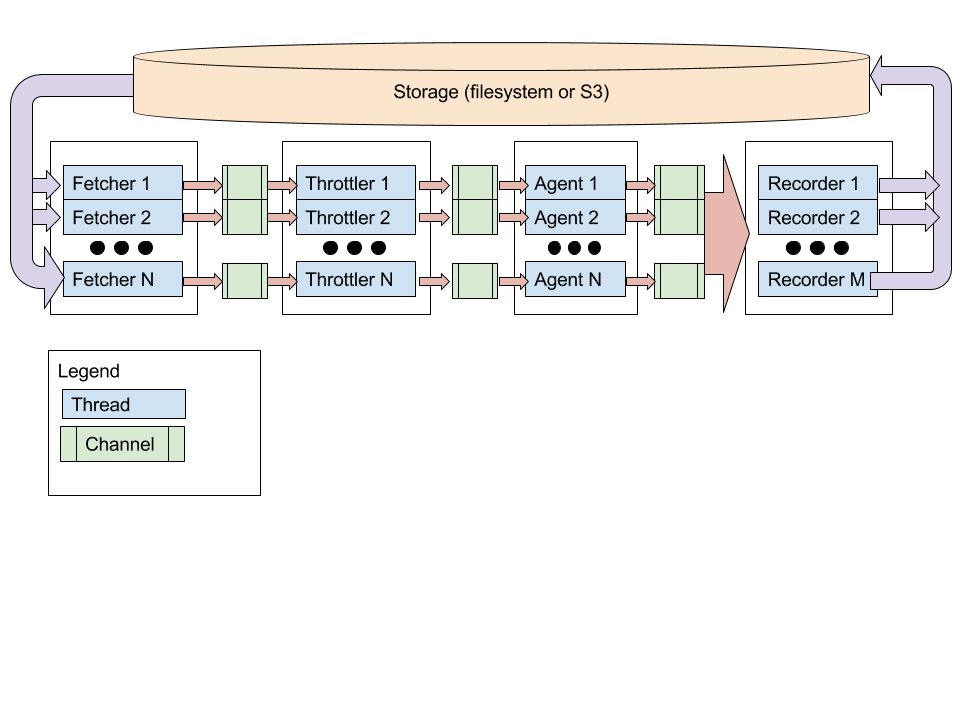 Storage (filesystem or S3)
Fetcher 1
Throttler 1
Agent 1
Recorder 1
Fetcher 2
Throttler 2
Agent 2
Recorder 2
Fetcher N
Throttler N
Agent N
Recorder M
Legend
Thread
Channel